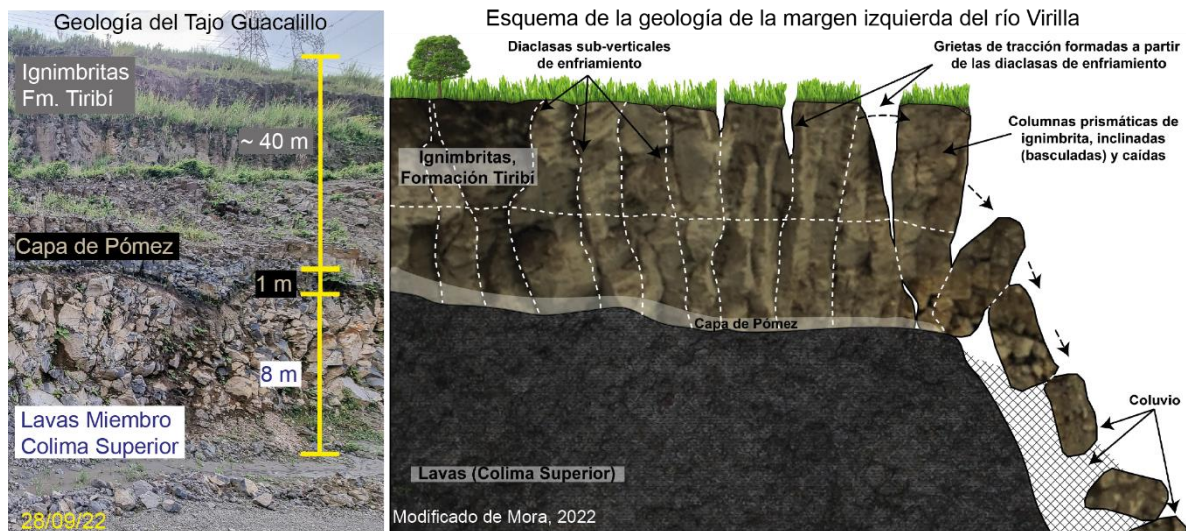 Geología del Tajo Guacalillo
Ignimbritas
Fm. Tiribí
~ 40 m
Capa de Pómez
1 m
8 m
Lavas Miembro
Colima Superior
28/09/22
Esquema de la geología de la margen izquierda del río Virilla
Diaclasas sub-verticales
de enfriamiento
Grietas de tracción formadas a partir
de las diaclasas de enfriamiento
Columnas prismáticas de
ignimbrita, inclinadas
(basculadas) y caídas
Ignimbritas,
Formación Tiribí
Capa de Pómez
Coluvio
Lavas (Colima Superior)
Modificado de Mora, 2022